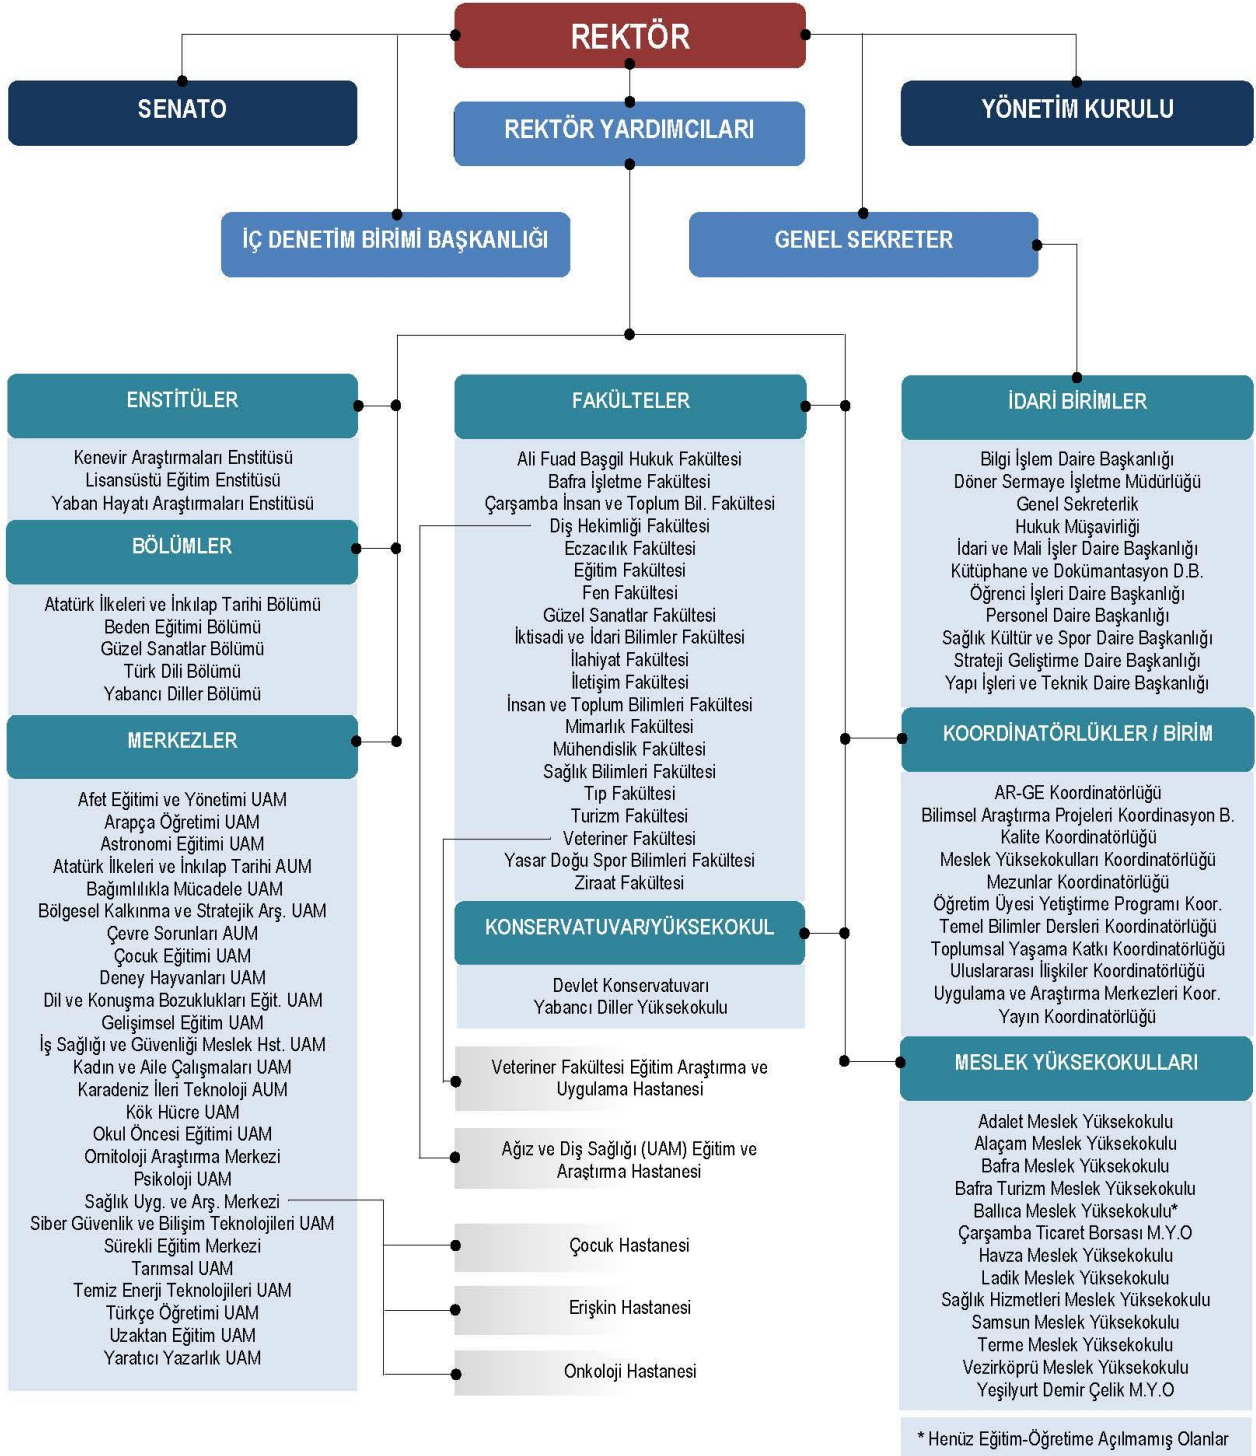 REKTÖR
SENATO
REKTÖR YARDIMCILARI
YÖNETİM KURULU
İÇ DENETİM BİRİMİ BAŞKANLIĞI
GENEL SEKRETER
ENSTİTÜLER
Kenevir Araştırmaları Enstitüsü
Lisansüstü Eğitim Enstitüsü
Yaban Hayatı Araştırmaları Enstitüsü
BÖLÜMLER
Atatürk İlkeleri ve İnkılap Tarihi Bölümü
Beden Eğitimi Bölümü
Güzel Sanatlar Bölümü
Türk Dili Bölümü
Yabancı Diller Bölümü
MERKEZLER
Afet Eğitimi ve Yönetimi UAM
Arapça Öğretimi UAM
Astronomi Eğitimi UAM
Atatürk İlkeleri ve İnkılap Tarihi AUM
Bağımlılıkla Mücadele UAM
Bölgesel Kalkınma ve Stratejik Arş. UAM
Çevre Sorunları AUM
Çocuk Eğitimi UAM
Deney Hayvanları UAM
Dil ve Konuşma Bozuklukları Eğit. UAM
Gelişimsel Eğitim UAM
İş Sağlığı ve Güvenliği Meslek Hst. UAM
Kadın ve Aile Çalışmaları UAM
Karadeniz İleri Teknoloji AUM
Kök Hücre UAM
Okul Öncesi Eğitimi UAM
Ornitoloji Araştırma Merkezi
Psikoloji UAM
Sağlık Uyg. ve Arş. Merkezi
Siber Güvenlik ve Bilişim Teknolojileri UAM
Sürekli Eğitim Merkezi
Tarımsal UAM
Temiz Enerji Teknolojileri UAM
Türkçe Öğretimi UAM
Uzaktan Eğitim UAM
Yaratıcı Yazarlık UAM
FAKÜLTELER
Ali Fuad Başgil Hukuk Fakültesi
Bafra İşletme Fakültesi
Çarşamba İnsan ve Toplum Bil. Fakültesi
Diş Hekimliği Fakültesi
Eczacılık Fakültesi
Eğitim Fakültesi
Fen Fakültesi
Güzel Sanatlar Fakültesi
İktisadi ve İdari Bilimler Fakültesi
İlahiyat Fakültesi
İletişim Fakültesi
İnsan ve Toplum Bilimleri Fakültesi
Mimarlık Fakültesi
Mühendislik Fakültesi
Sağlık Bilimleri Fakültesi
Tıp Fakültesi
Turizm Fakültesi
Veteriner Fakültesi
Yasar Doğu Spor Bilimleri Fakültesi
Ziraat Fakültesi
KONSERVATUVAR/YÜKSEKOKUL
Devlet Konservatuvarı
Yabancı Diller Yüksekokulu
Veteriner Fakültesi Eğitim Araştırma ve
Uygulama Hastanesi
Ağız ve Diş Sağlığı (UAM) Eğitim ve
Araştırma Hastanesi
Çocuk Hastanesi
Erişkin Hastanesi
Onkoloji Hastanesi
İDARİ BİRİMLER
Bilgi İşlem Daire Başkanlığı
Döner Sermaye İşletme Müdürlüğü
Genel Sekreterlik
Hukuk Müşavirliği
İdari ve Mali İşler Daire Başkanlığı
Kütüphane ve Dokümantasyon D.B.
Öğrenci İşleri Daire Başkanlığı
Personel Daire Başkanlığı
Sağlık Kültür ve Spor Daire Başkanlığı
Strateji Geliştirme Daire Başkanlığı
Yapı İşleri ve Teknik Daire Başkanlığı
KOORDİNATÖRLÜKLER / BİRİM
AR-GE Koordinatörlüğü
Bilimsel Araştırma Projeleri Koordinasyon B.
Kalite Koordinatörlüğü
Meslek Yüksekokulları Koordinatörlüğü
Mezunlar Koordinatörlüğü
Öğretim Üyesi Yetiştirme Programı Koor.
Temel Bilimler Dersleri Koordinatörlüğü
Toplumsal Yaşama Katkı Koordinatörlüğü
Uluslararası İlişkiler Koordinatörlüğü
Uygulama ve Araştırma Merkezleri Koor.
Yayın Koordinatörlüğü
MESLEK YÜKSEKOKULLARI
Adalet Meslek Yüksekokulu
Alaçam Meslek Yüksekokulu
Bafra Meslek Yüksekokulu
Bafra Turizm Meslek Yüksekokulu
Ballıca Meslek Yüksekokulu*
Çarşamba Ticaret Borsası M.Y.O
Havza Meslek Yüksekokulu
Ladik Meslek Yüksekokulu
Sağlık Hizmetleri Meslek Yüksekokulu
Samsun Meslek Yüksekokulu
Terme Meslek Yüksekokulu
Vezirköprü Meslek Yüksekokulu
Yeşilyurt Demir Çelik M.Y.O
* Henüz Eğitim-Öğretime Açılmamış Olanlar